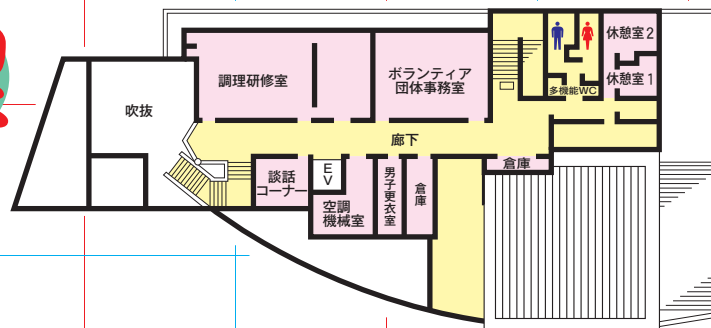 休憩室2
調理研修室
ボランティア
団体事務室
休憩室1
多機能WC
吹抜
廊下
倉庫
談話
コーナー
EV
男子更衣室
倉庫
空調
機械室